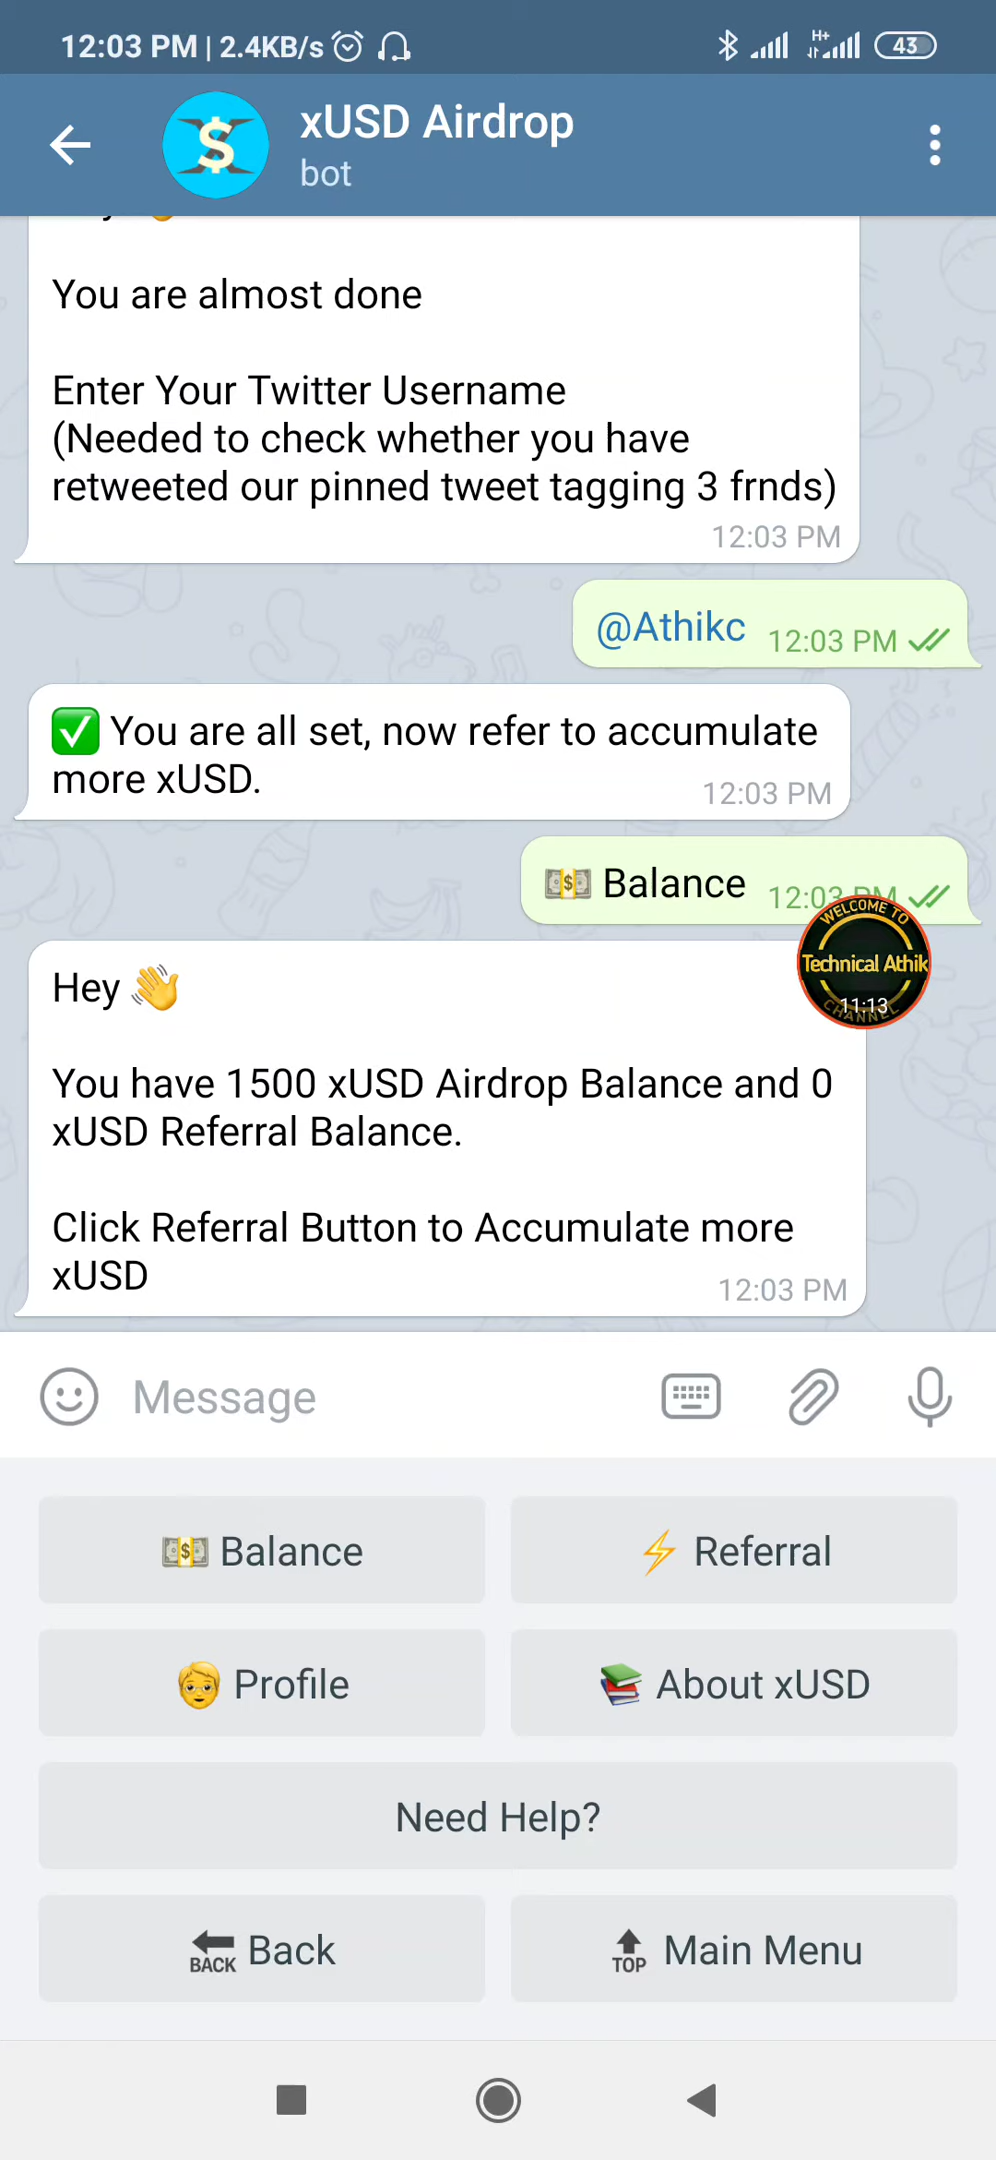 12:03 PM | 2.4KB/s
H+
43
xUSD Airdrop
bot
You are almost done
Enter Your Twitter Username
(Needed to check whether you have
retweeted our pinned tweet tagging 3 frnds)
12:03 PM
@Athikc 12:03 PM
✅ You are all set, now refer to accumulate
more xUSD. 12:03 PM
💵 Balance 12:03 PM
WELCOME TO
Technical Athik
11:13
CHANNEL
Hey 👋
You have 1500 xUSD Airdrop Balance and 0
xUSD Referral Balance.
Click Referral Button to Accumulate more
xUSD 12:03 PM
Message
💵 Balance
⚡ Referral
🧓 Profile
📚 About xUSD
Need Help?
BACK Back
TOP Main Menu